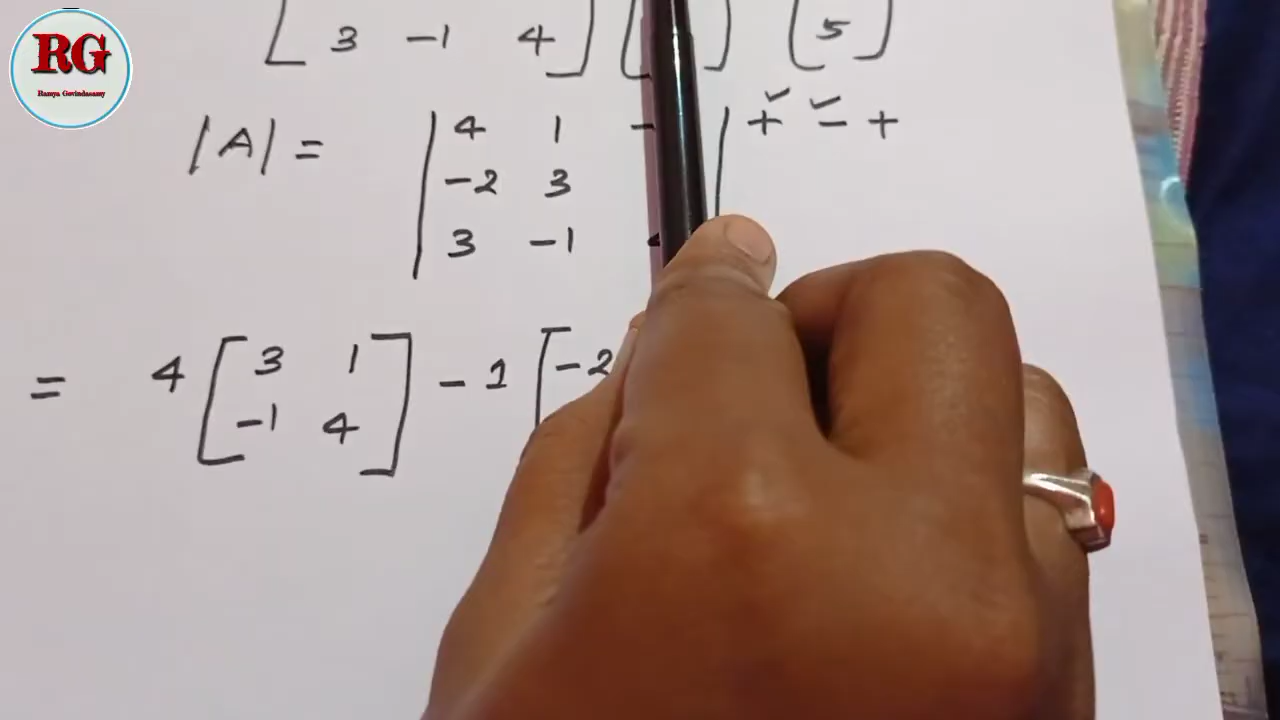 RG
Ramya Govindasamy
3 -1 4 5
|A| = 4 1 - + - +
-2 3
3 -1
= 4 [ 3 1 ] - 1 [ -2
-1 4